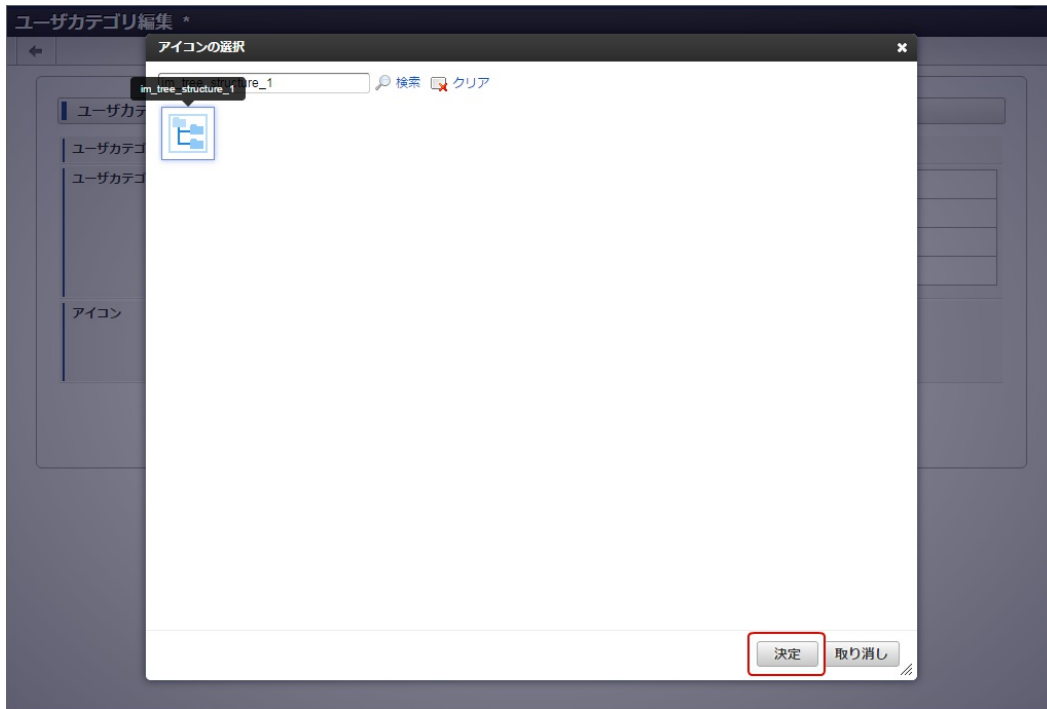 ユーザカテゴリ編集 *
アイコンの選択
im_tree_structure_1 検索 クリア
im_tree_structure_1
ユーザカテ
ユーザカテゴ
ユーザカテゴ
アイコン
決定 取り消し